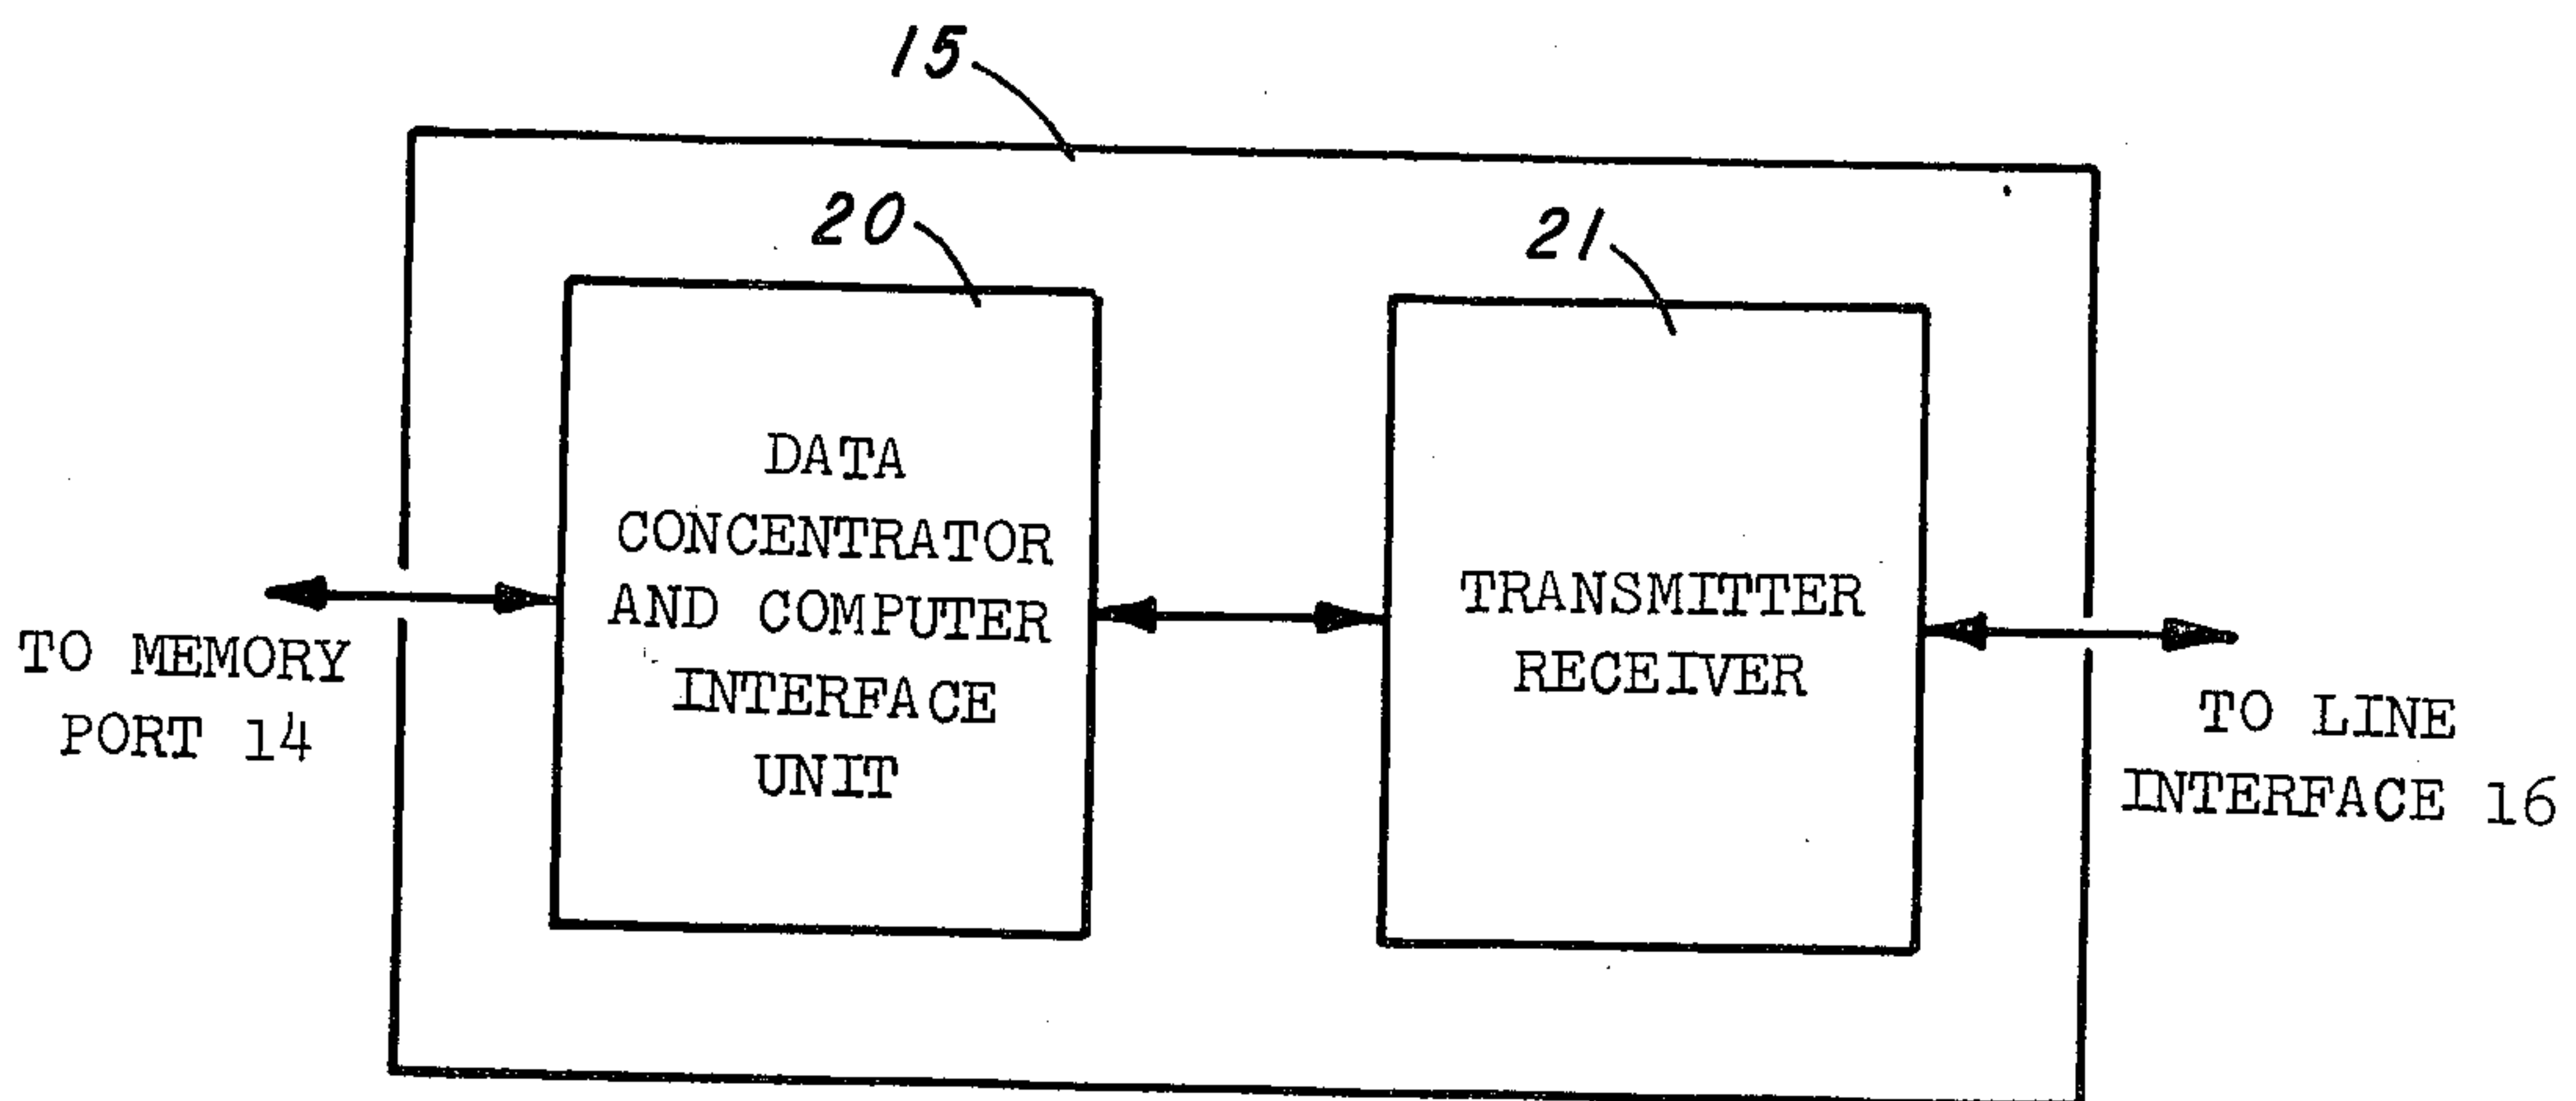 15
20
21
DATA
CONCENTRATOR
AND COMPUTER
INTERFACE
UNIT
TRANSMITTER
RECEIVER
TO MEMORY
PORT 14
TO LINE
INTERFACE 16